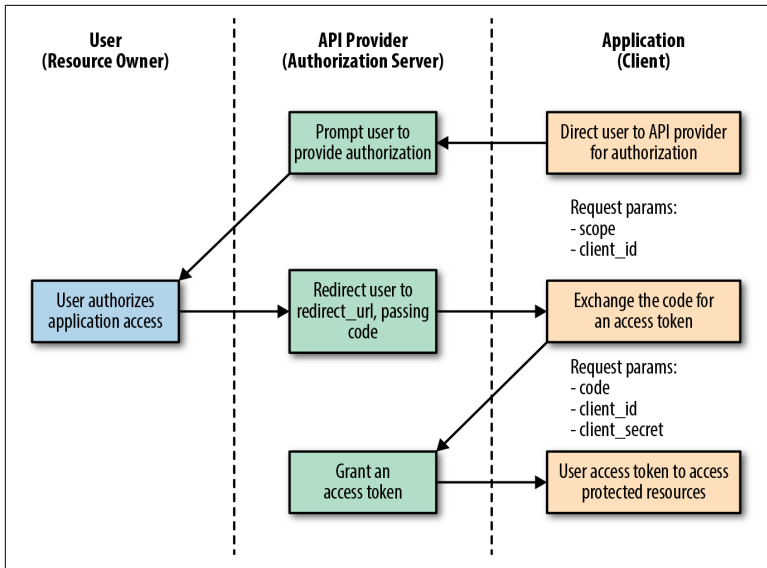 User
(Resource Owner)
API Provider
(Authorization Server)
Application
(Client)
Prompt user to
provide authorization
Direct user to API provider
for authorization
Request params:
- scope
- client_id
User authorizes
application access
Redirect user to
redirect_url, passing
code
Exchange the code for
an access token
Request params:
- code
- client_id
- client_secret
Grant an
access token
User access token to access
protected resources